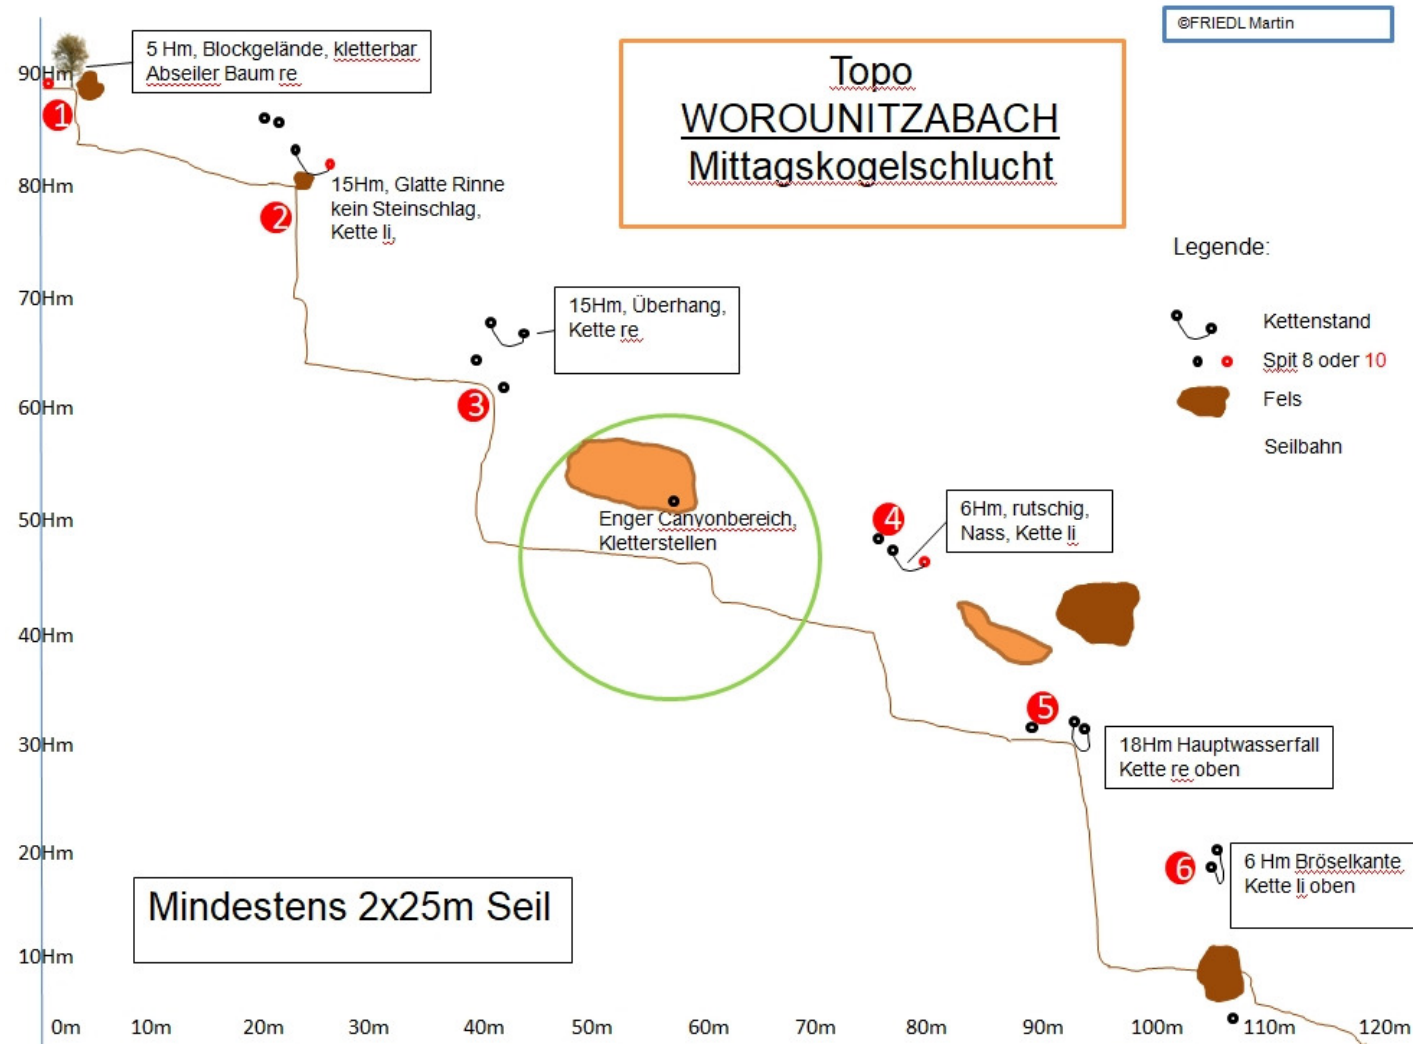 ©FRIEDL Martin
Topo
WOROUNITZABACH
Mittagskogelschlucht
5 Hm, Blockgelände, kletterbar
Abseiler Baum re
90Hm
1
80Hm
15Hm, Glatte Rinne
kein Steinschlag,
Kette li,
2
70Hm
15Hm, Überhang,
Kette re
60Hm
3
Legende:
Kettenstand
Spit 8 oder 10
Fels
Seilbahn
50Hm
Enger Canyonbereich,
Kletterstellen
4
6Hm, rutschig,
Nass, Kette li
40Hm
5
30Hm
18Hm Hauptwasserfall
Kette re oben
20Hm
6
6 Hm Bröselkante
Kette li oben
Mindestens 2x25m Seil
10Hm
0m 10m 20m 30m 40m 50m 60m 70m 80m 90m 100m 110m 120m